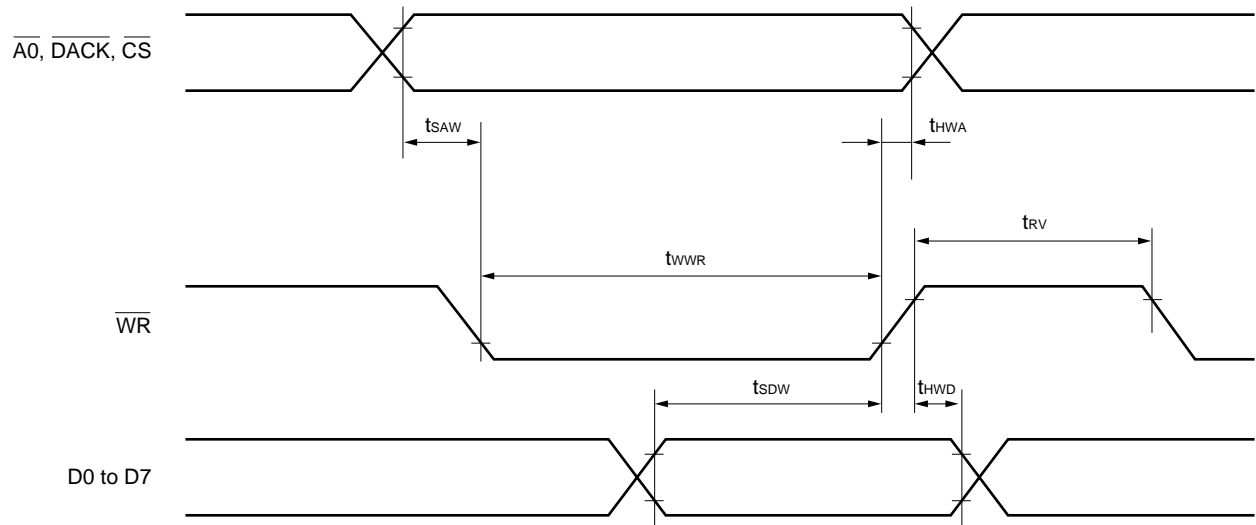 A0, DACK, CS
tSAW
tHWA
tRV
tWWR
WR
tSDW
tHWD
D0 to D7